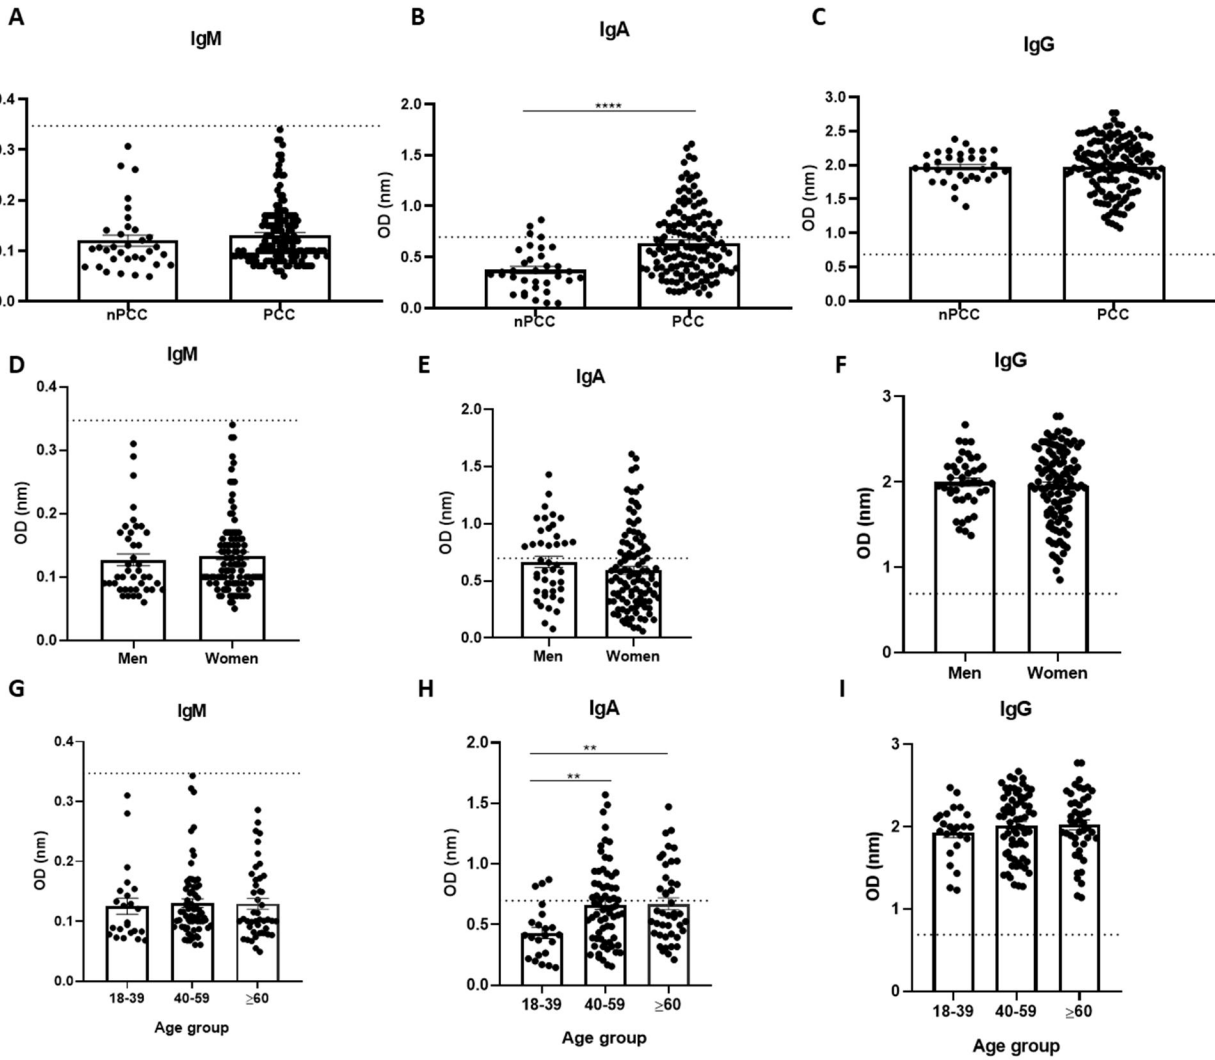 A
IgM
0.4
0.3
0.2
0.1
0.0
nPCC
PCC
B
IgA
OD (nm)
2.0
1.5
1.0
0.5
0.0
****
nPCC
PCC
C
IgG
OD (nm)
3.0
2.5
2.0
1.5
1.0
0.5
0.0
nPCC
PCC
D
IgM
OD (nm)
0.4
0.3
0.2
0.1
0.0
Men
Women
E
IgA
OD (nm)
2.0
1.5
1.0
0.5
0.0
Men
Women
F
IgG
OD (nm)
3
2
1
0
Men
Women
G
IgM
OD (nm)
0.4
0.3
0.2
0.1
0.0
18-39
40-59
≥60
Age group
H
IgA
OD (nm)
2.0
1.5
1.0
0.5
0.0
**
**
18-39
40-59
≥60
Age group
I
IgG
OD (nm)
3
2
1
0
18-39
40-59
≥60
Age group